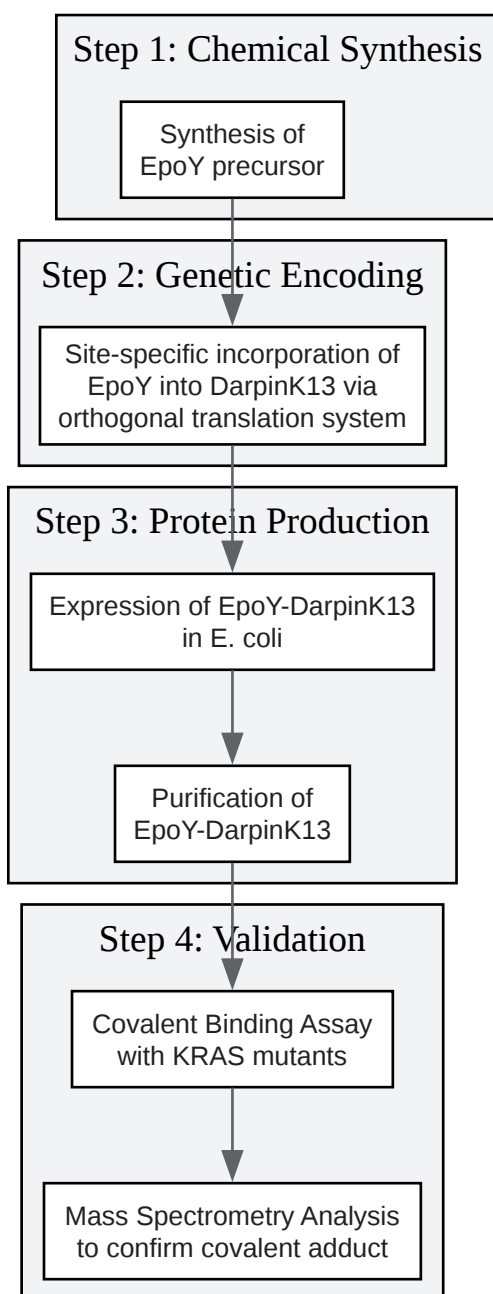 Step 1: Chemical Synthesis
Synthesis of
EpoY precursor
Step 2: Genetic Encoding
Site-specific incorporation of
EpoY into DarpinK13 via
orthogonal translation system
Step 3: Protein Production
Expression of EpoY-DarpinK13
in E. coli
Purification of
EpoY-DarpinK13
Step 4: Validation
Covalent Binding Assay
with KRAS mutants
Mass Spectrometry Analysis
to confirm covalent adduct